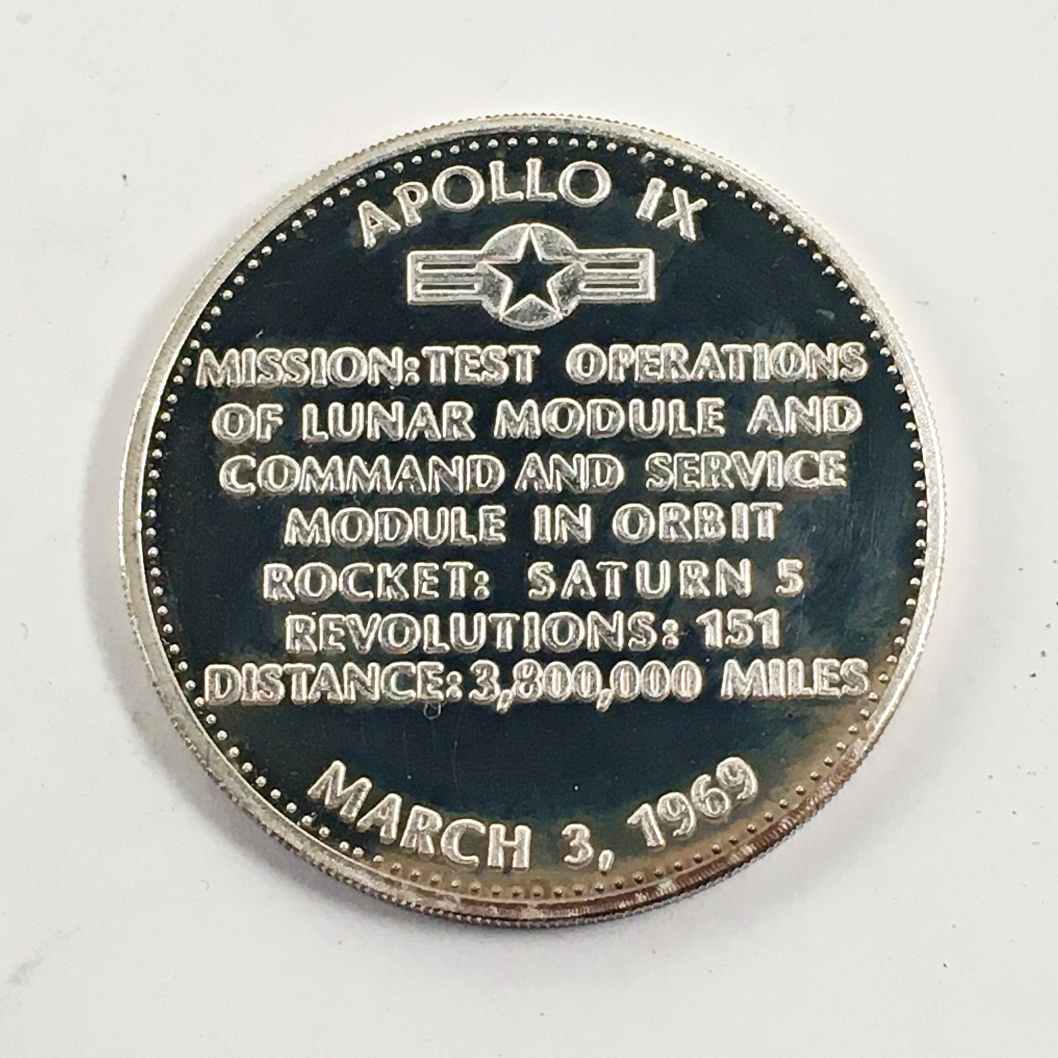 APOLLO IX
MISSION: TEST OPERATIONS
OF LUNAR MODULE AND
COMMAND AND SERVICE
MODULE IN ORBIT
ROCKET: SATURN 5
REVOLUTIONS: 151
DISTANCE: 3,800,000 MILES
MARCH 3, 1969